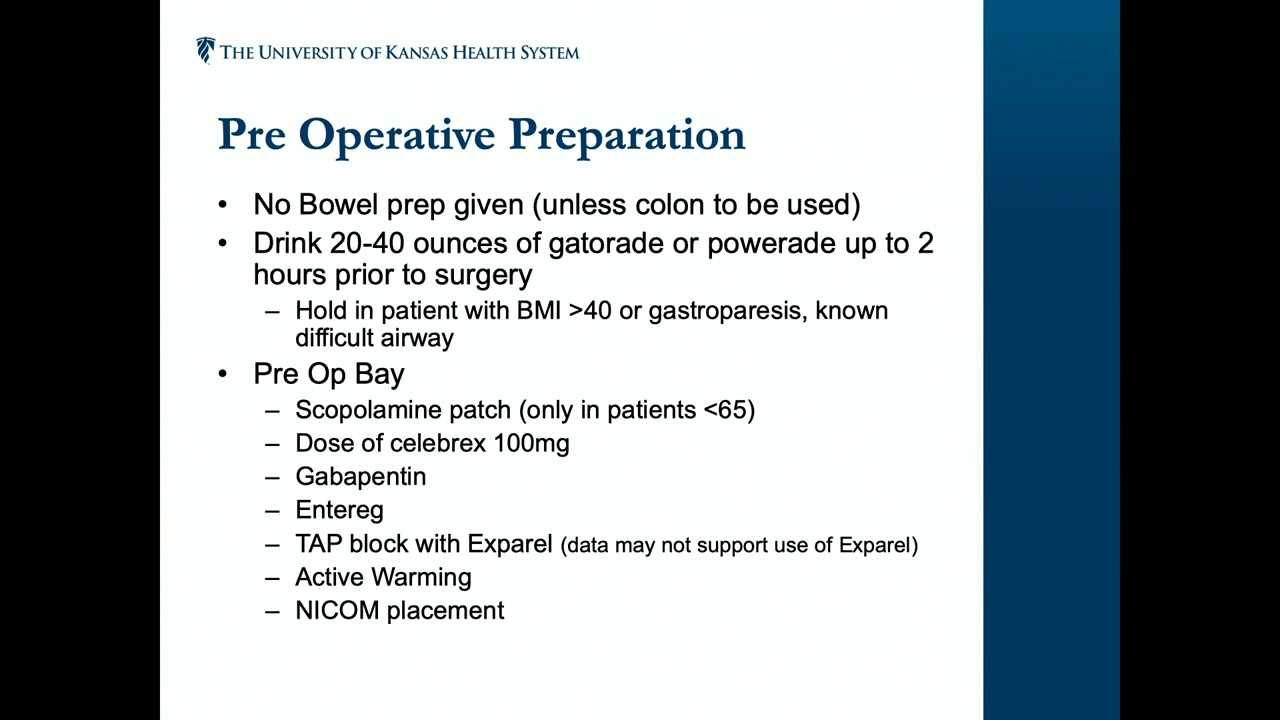 THE UNIVERSITY OF KANSAS HEALTH SYSTEM
Pre Operative Preparation
• No Bowel prep given (unless colon to be used)
• Drink 20-40 ounces of gatorade or powerade up to 2
hours prior to surgery
– Hold in patient with BMI >40 or gastroparesis, known
difficult airway
• Pre Op Bay
– Scopolamine patch (only in patients <65)
– Dose of celebrex 100mg
– Gabapentin
– Entereg
– TAP block with Exparel (data may not support use of Exparel)
– Active Warming
– NICOM placement